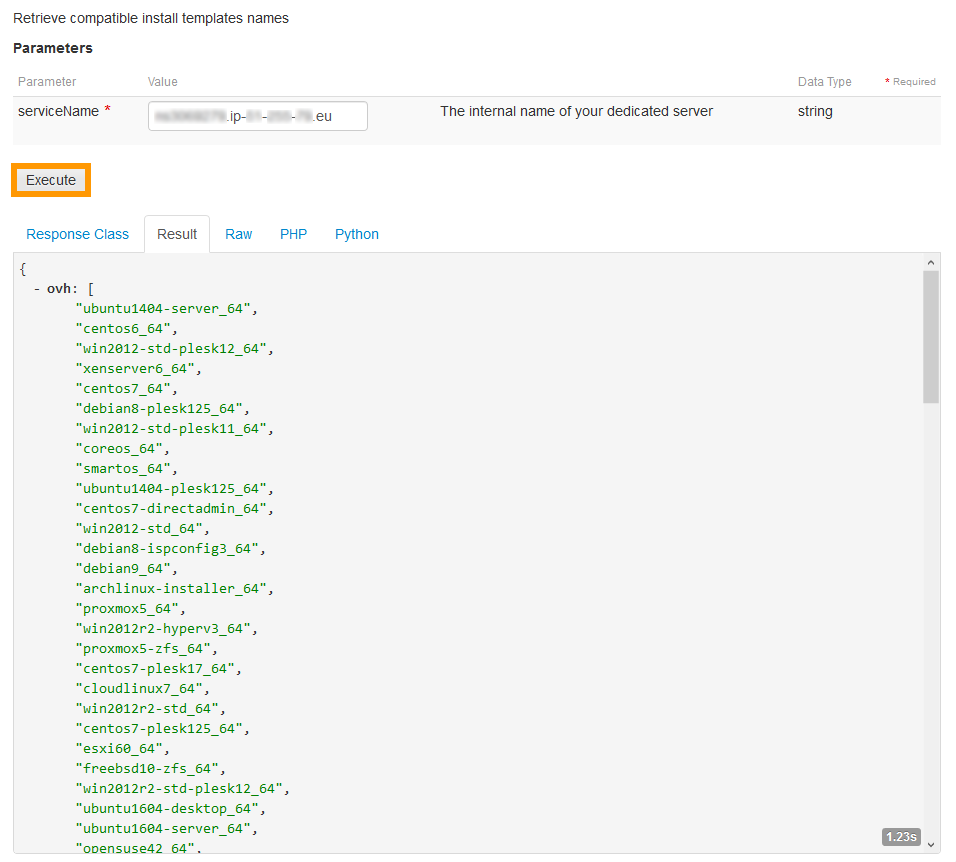 Retrieve compatible install templates names
Parameters
Parameter Value Data Type * Required
serviceName * .ip- - - .eu The internal name of your dedicated server string
Execute
Response Class Result Raw PHP Python
{
- ovh: [
"ubuntu1404-server_64",
"centos6_64",
"win2012-std-plesk12_64",
"xenserver6_64",
"centos7_64",
"debian8-plesk125_64",
"win2012-std-plesk11_64",
"coreos_64",
"smartos_64",
"ubuntu1404-plesk125_64",
"centos7-directadmin_64",
"win2012-std_64",
"debian8-ispconfig3_64",
"debian9_64",
"archlinux-installer_64",
"proxmox5_64",
"win2012r2-hyperv3_64",
"proxmox5-zfs_64",
"centos7-plesk17_64",
"cloudlinux7_64",
"win2012r2-std_64",
"centos7-plesk125_64",
"esxi60_64",
"freebsd10-zfs_64",
"win2012r2-std-plesk12_64",
"ubuntu1604-desktop_64",
"ubuntu1604-server_64",
"opensuse42_64",
1.23s